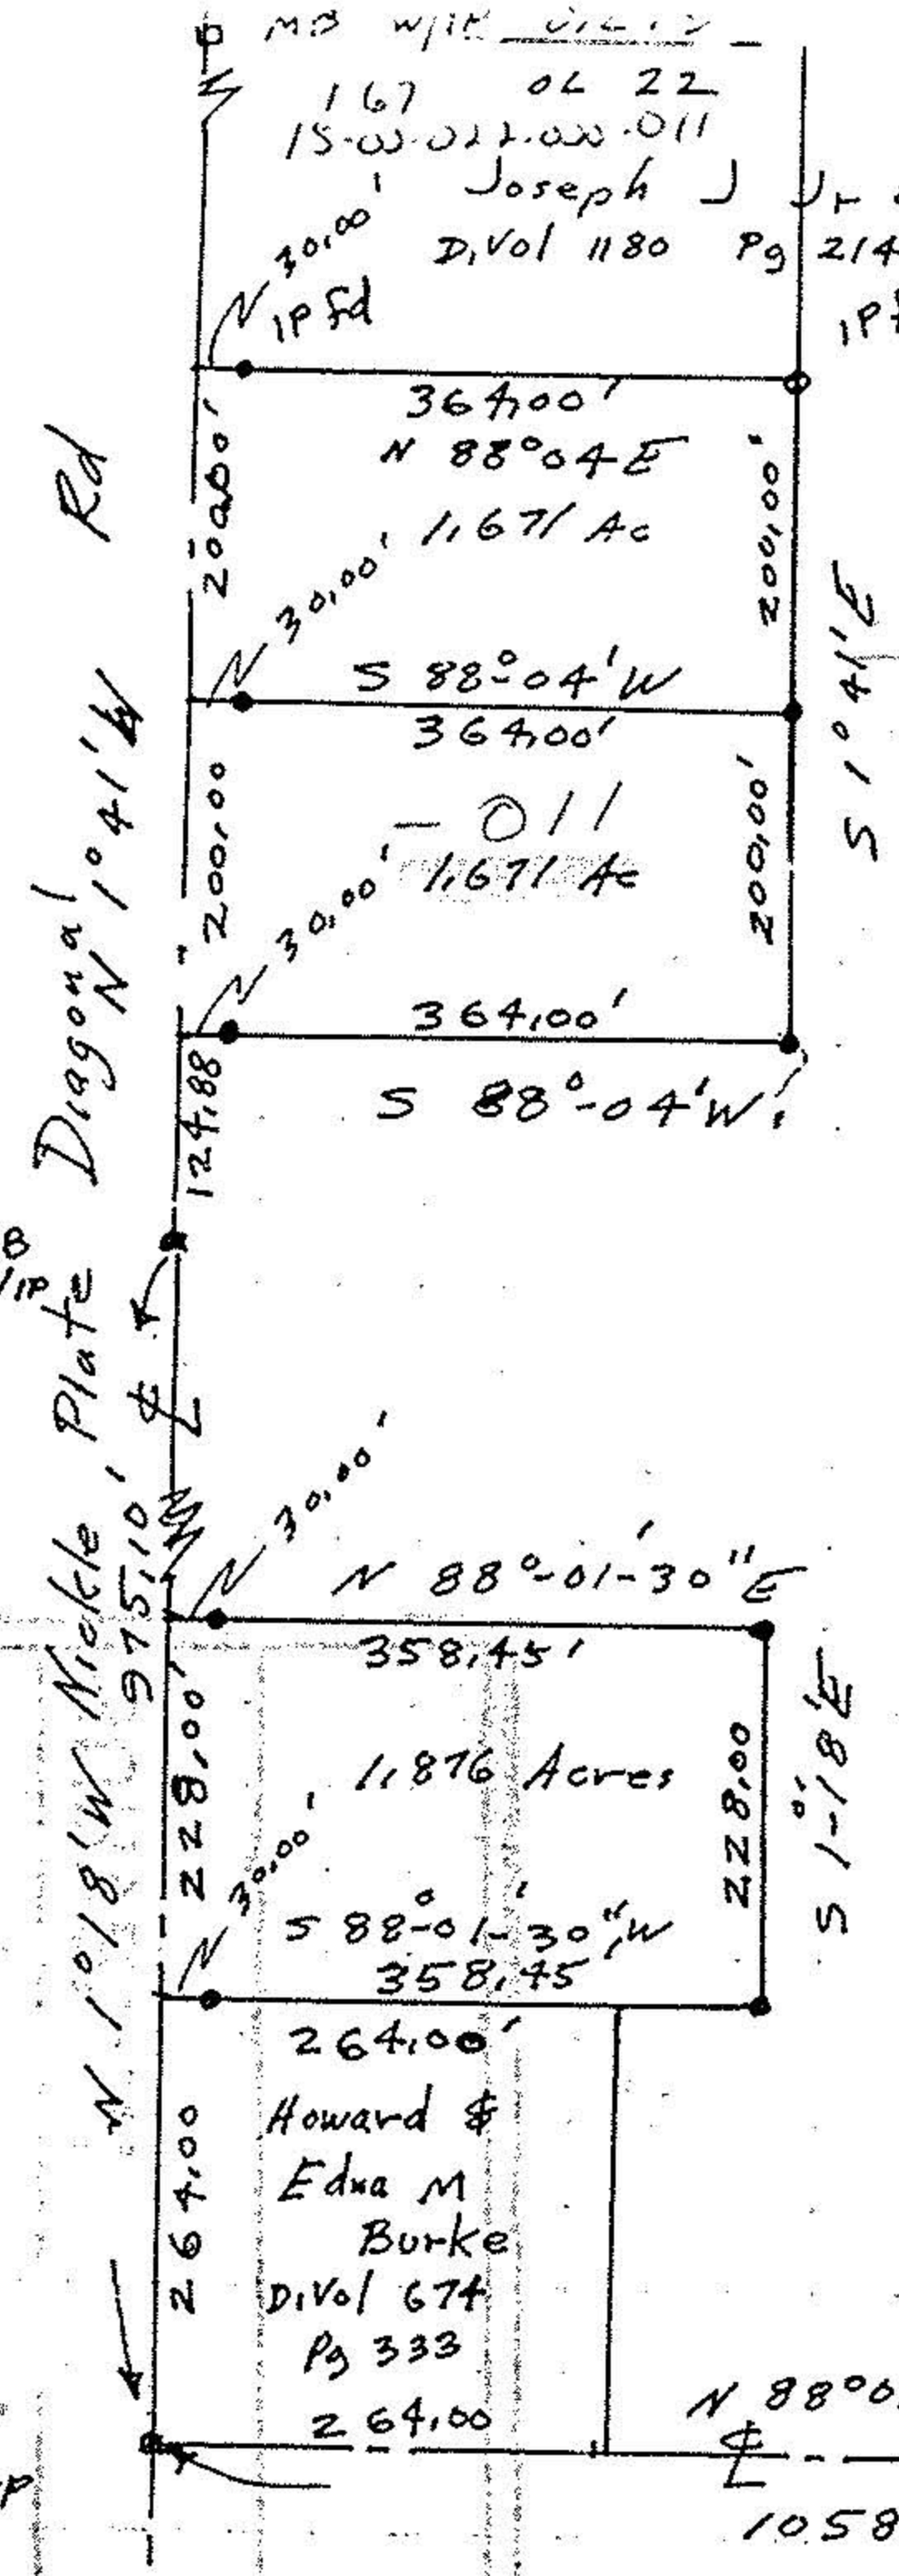 MB W/IP
167 OL 22
15-00-022.000-011
Joseph J Jr
D.Vol 1180 Pg 214
30.00'
IP fd
364.00'
N 88°04 E
200.00'
1.671 Ac
200.00'
30.00'
S 88°-04' W
364.00'
S 1°41' E
200.00
- 011
1.671 Ac
200.00'
30.00'
364.00'
S 88°-04' W
124.88
Nickle Plate Diagonal Rd
N 1°41' W
30.00'
N 88°-01'-30" E
358.45'
N 1°18' W
975.10'
228.00'
1.876 Acres
228.00
S 1°-18' E
30.00'
S 88°-01'-30" W
358.45'
264.00'
Howard &
Edna M
Burke
D.Vol 674
Pg 333
264.00
264.00
N 88°0
1058